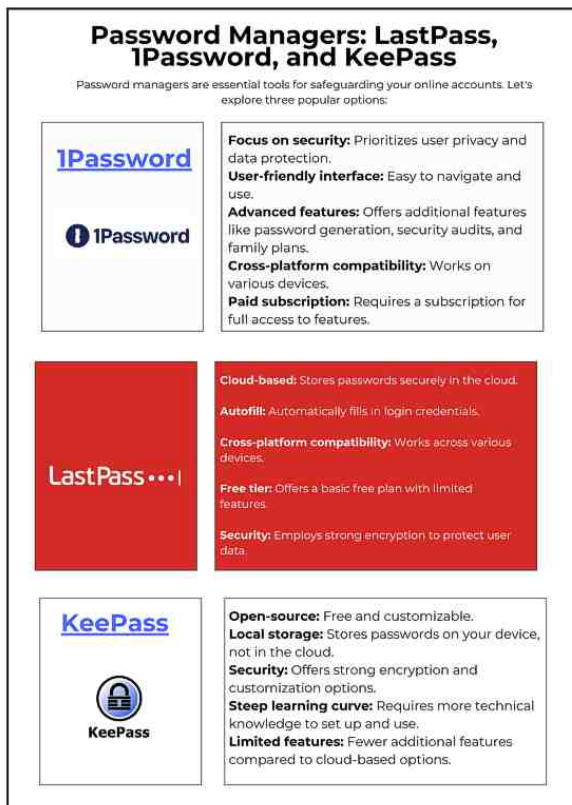 Password Managers: LastPass,
1Password, and KeePass
Password managers are essential tools for safeguarding your online accounts. Let's
explore three popular options:
1Password
1Password
Focus on security: Prioritizes user privacy and
data protection.
User-friendly interface: Easy to navigate and
use.
Advanced features: Offers additional features
like password generation, security audits, and
family plans.
Cross-platform compatibility: Works on
various devices.
Paid subscription: Requires a subscription for
full access to features.
LastPass
Cloud-based: Stores passwords securely in the cloud.
Autofill: Automatically fills in login credentials.
Cross-platform compatibility: Works across various
devices.
Free tier: Offers a basic free plan with limited
features.
Security: Employs strong encryption to protect user
data.
KeePass
KeePass
Open-source: Free and customizable.
Local storage: Stores passwords on your device,
not in the cloud.
Security: Offers strong encryption and
customization options.
Steep learning curve: Requires more technical
knowledge to set up and use.
Limited features: Fewer additional features
compared to cloud-based options.